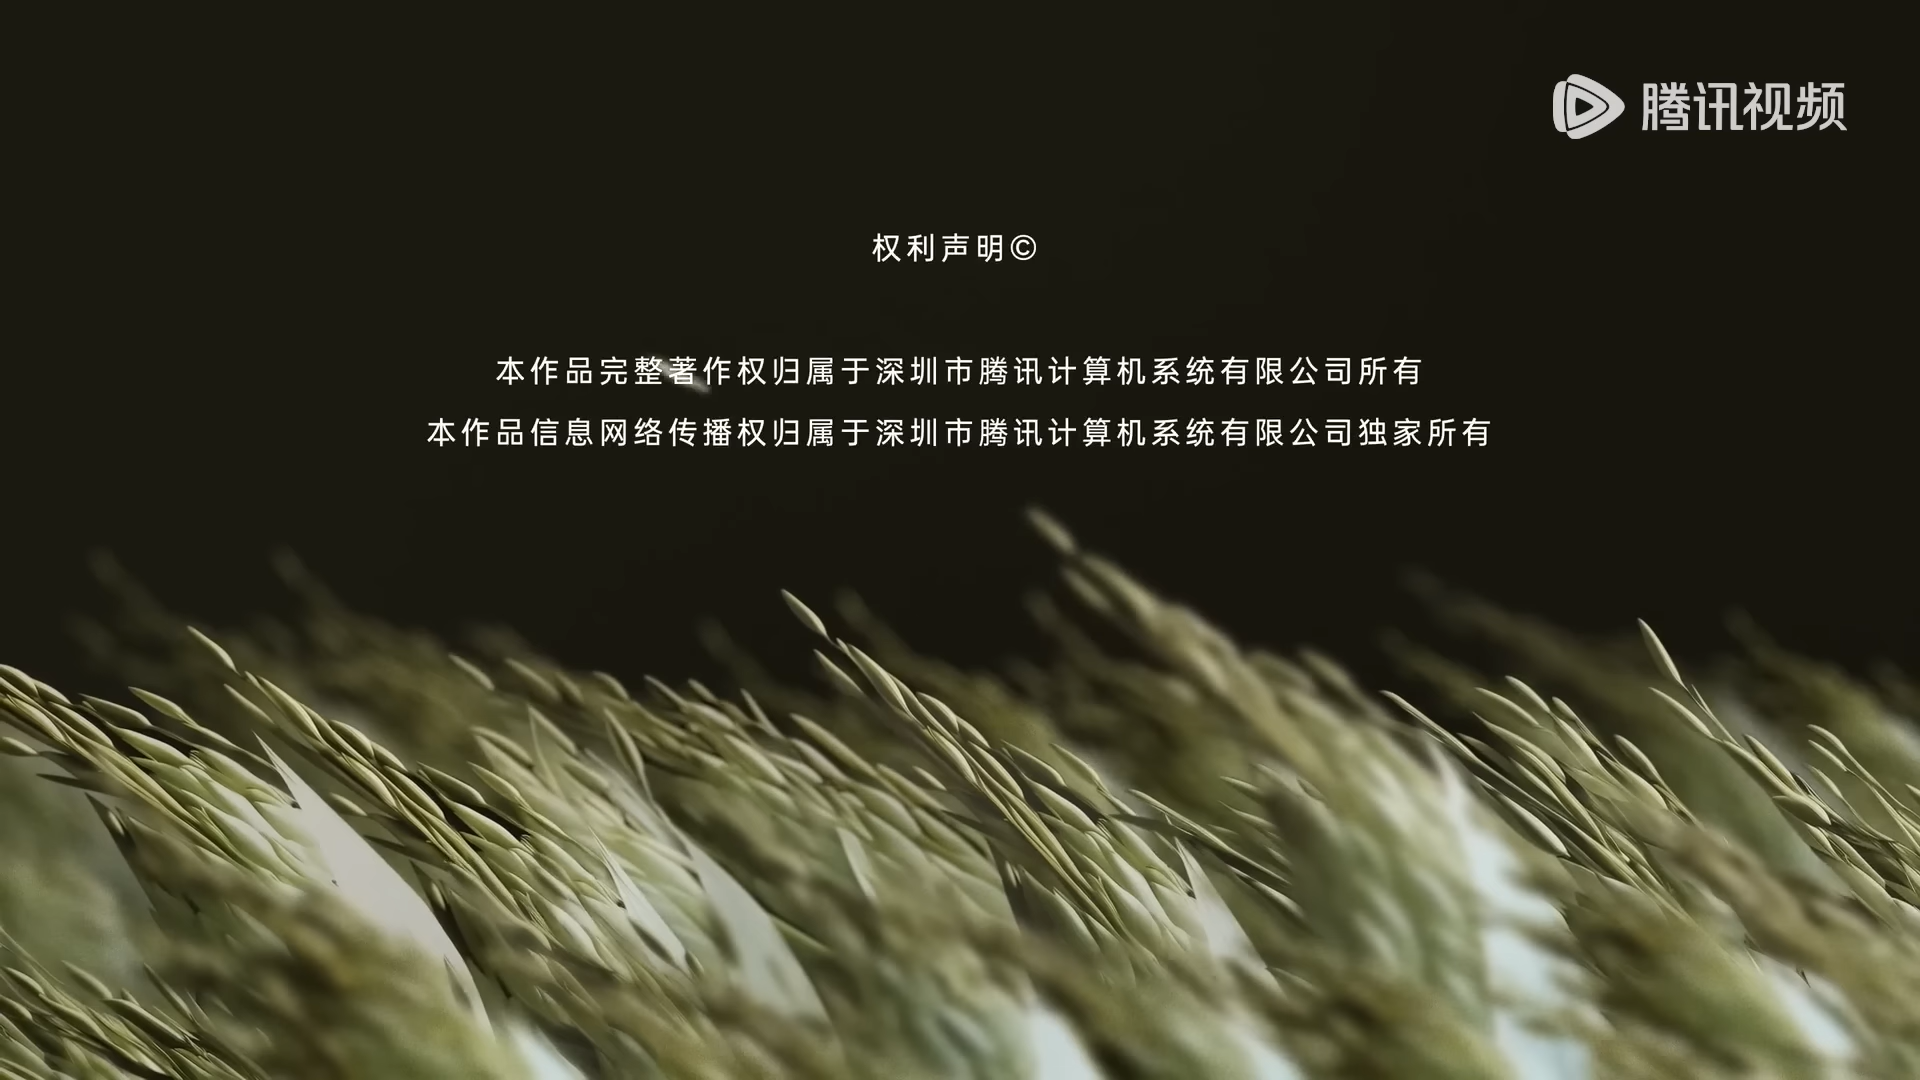 腾讯视频
权利声明©
本作品完整著作权归属于深圳市腾讯计算机系统有限公司所有
本作品信息网络传播权归属于深圳市腾讯计算机系统有限公司独家所有